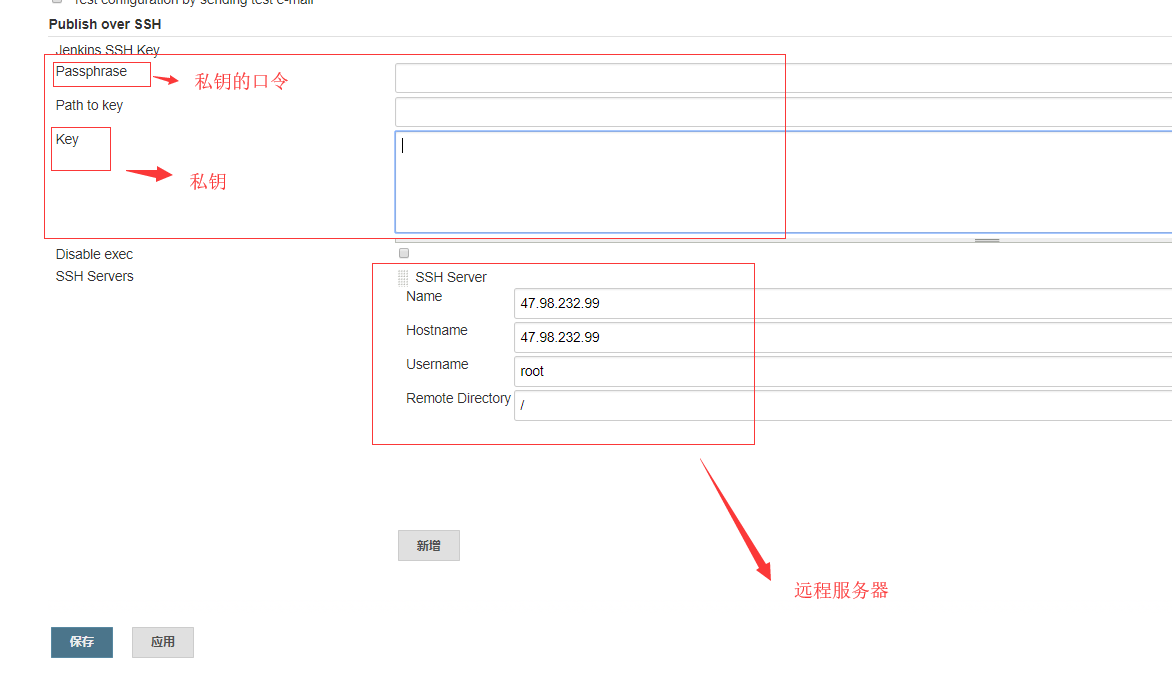 Test configuration by sending test e-mail
Publish over SSH
Jenkins SSH Key
Passphrase
私钥的口令
Path to key
Key
私钥
Disable exec
SSH Servers
SSH Server
Name
47.98.232.99
Hostname
47.98.232.99
Username
root
Remote Directory
/
新增
远程服务器
保存
应用